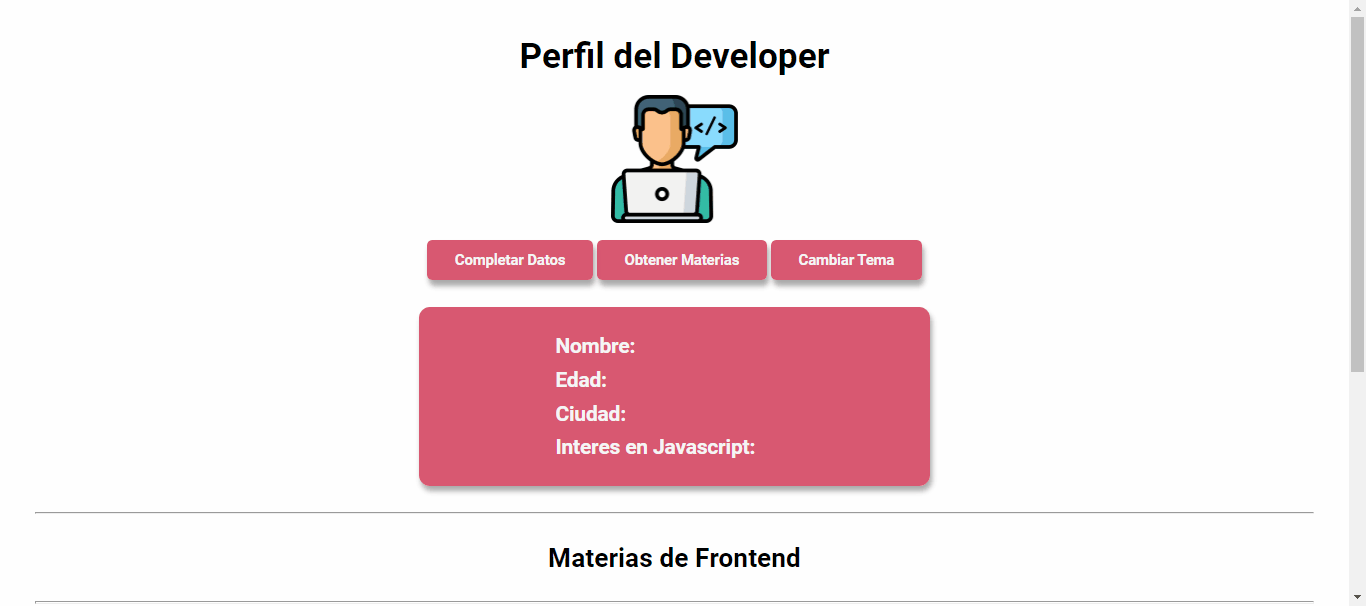 Perfil del Developer
</>
Completar Datos Obtener Materias Cambiar Tema
Nombre:
Edad:
Ciudad:
Interes en Javascript:
Materias de Frontend